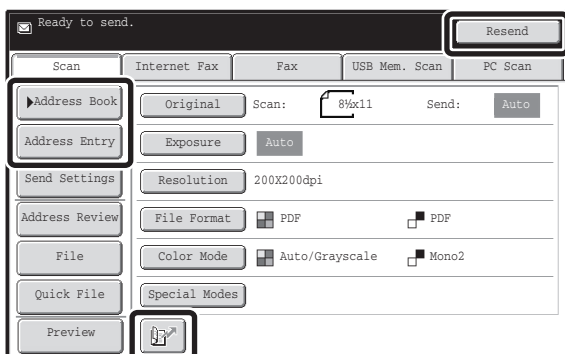 Ready to send.
Resend
Scan Internet Fax Fax USB Mem. Scan PC Scan
Address Book Original Scan: 8½x11 Send: Auto
Address Entry Exposure Auto
Send Settings Resolution 200X200dpi
Address Review File Format PDF PDF
File Color Mode Auto/Grayscale Mono2
Quick File Special Modes
Preview